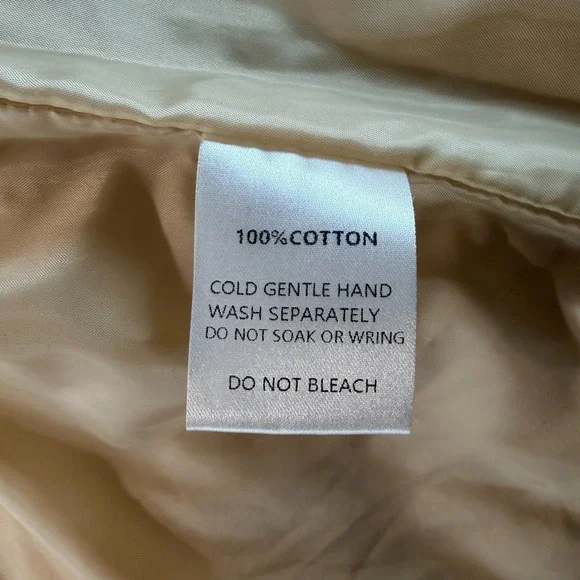 100%COTTON
COLD GENTLE HAND
WASH SEPARATELY
DO NOT SOAK OR WRING
DO NOT BLEACH